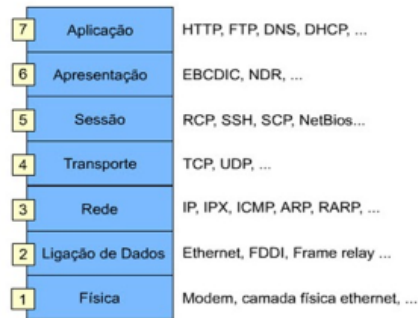 7 Aplicação HTTP, FTP, DNS, DHCP, ...
6 Apresentação EBCDIC, NDR, ...
5 Sessão RCP, SSH, SCP, NetBios...
4 Transporte TCP, UDP, ...
3 Rede IP, IPX, ICMP, ARP, RARP, ...
2 Ligação de Dados Ethernet, FDDI, Frame relay ...
1 Física Modem, camada física ethernet, ...